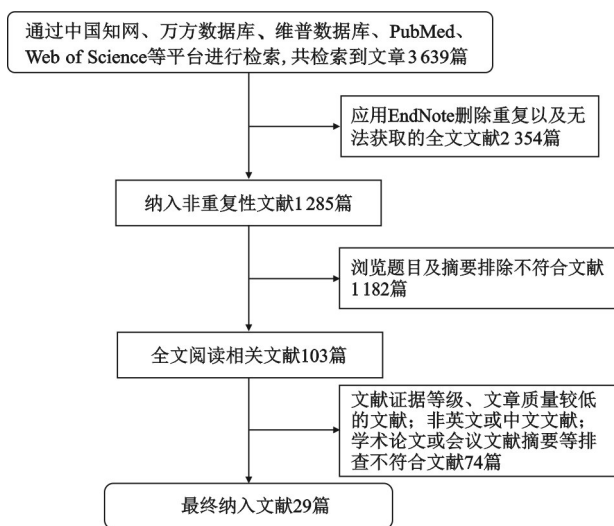 通过中国知网、万方数据库、维普数据库、PubMed、
Web of Science等平台进行检索,共检索到文章3 639篇
应用EndNote删除重复以及无
法获取的全文文献2 354篇
纳入非重复性文献1 285篇
浏览题目及摘要排除不符合文献
1 182篇
全文阅读相关文献103篇
文献证据等级、文章质量较低
的文献；非英文或中文文献；
学术论文或会议文献摘要等排
查不符合文献74篇
最终纳入文献29篇